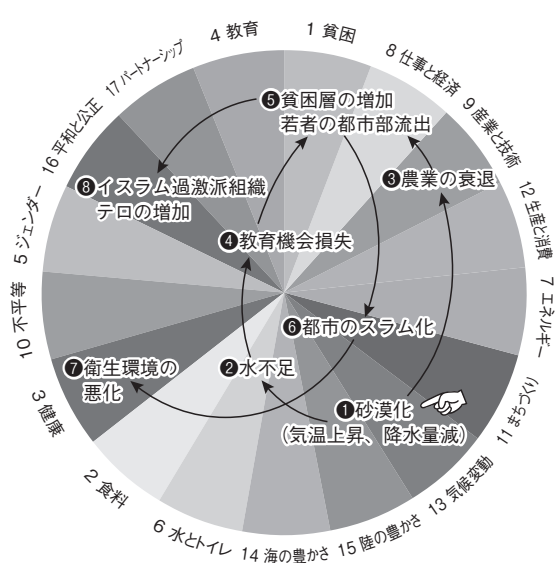 1 貧困
8 仕事と経済
9 産業と技術
12 生産と消費
7 エネルギー
11 まちづくり
13 気候変動
15 陸の豊かさ
14 海の豊かさ
6 水とトイレ
2 食料
3 健康
10 不平等
5 ジェンダー
16 平和と公正
17 パートナーシップ
4 教育
❺貧困層の増加
若者の都市部流出
❽イスラム過激派組織
テロの増加
❸農業の衰退
❹教育機会損失
❻都市のスラム化
❼衛生環境の
悪化
❷水不足
❶砂漠化
(気温上昇、降水量減)